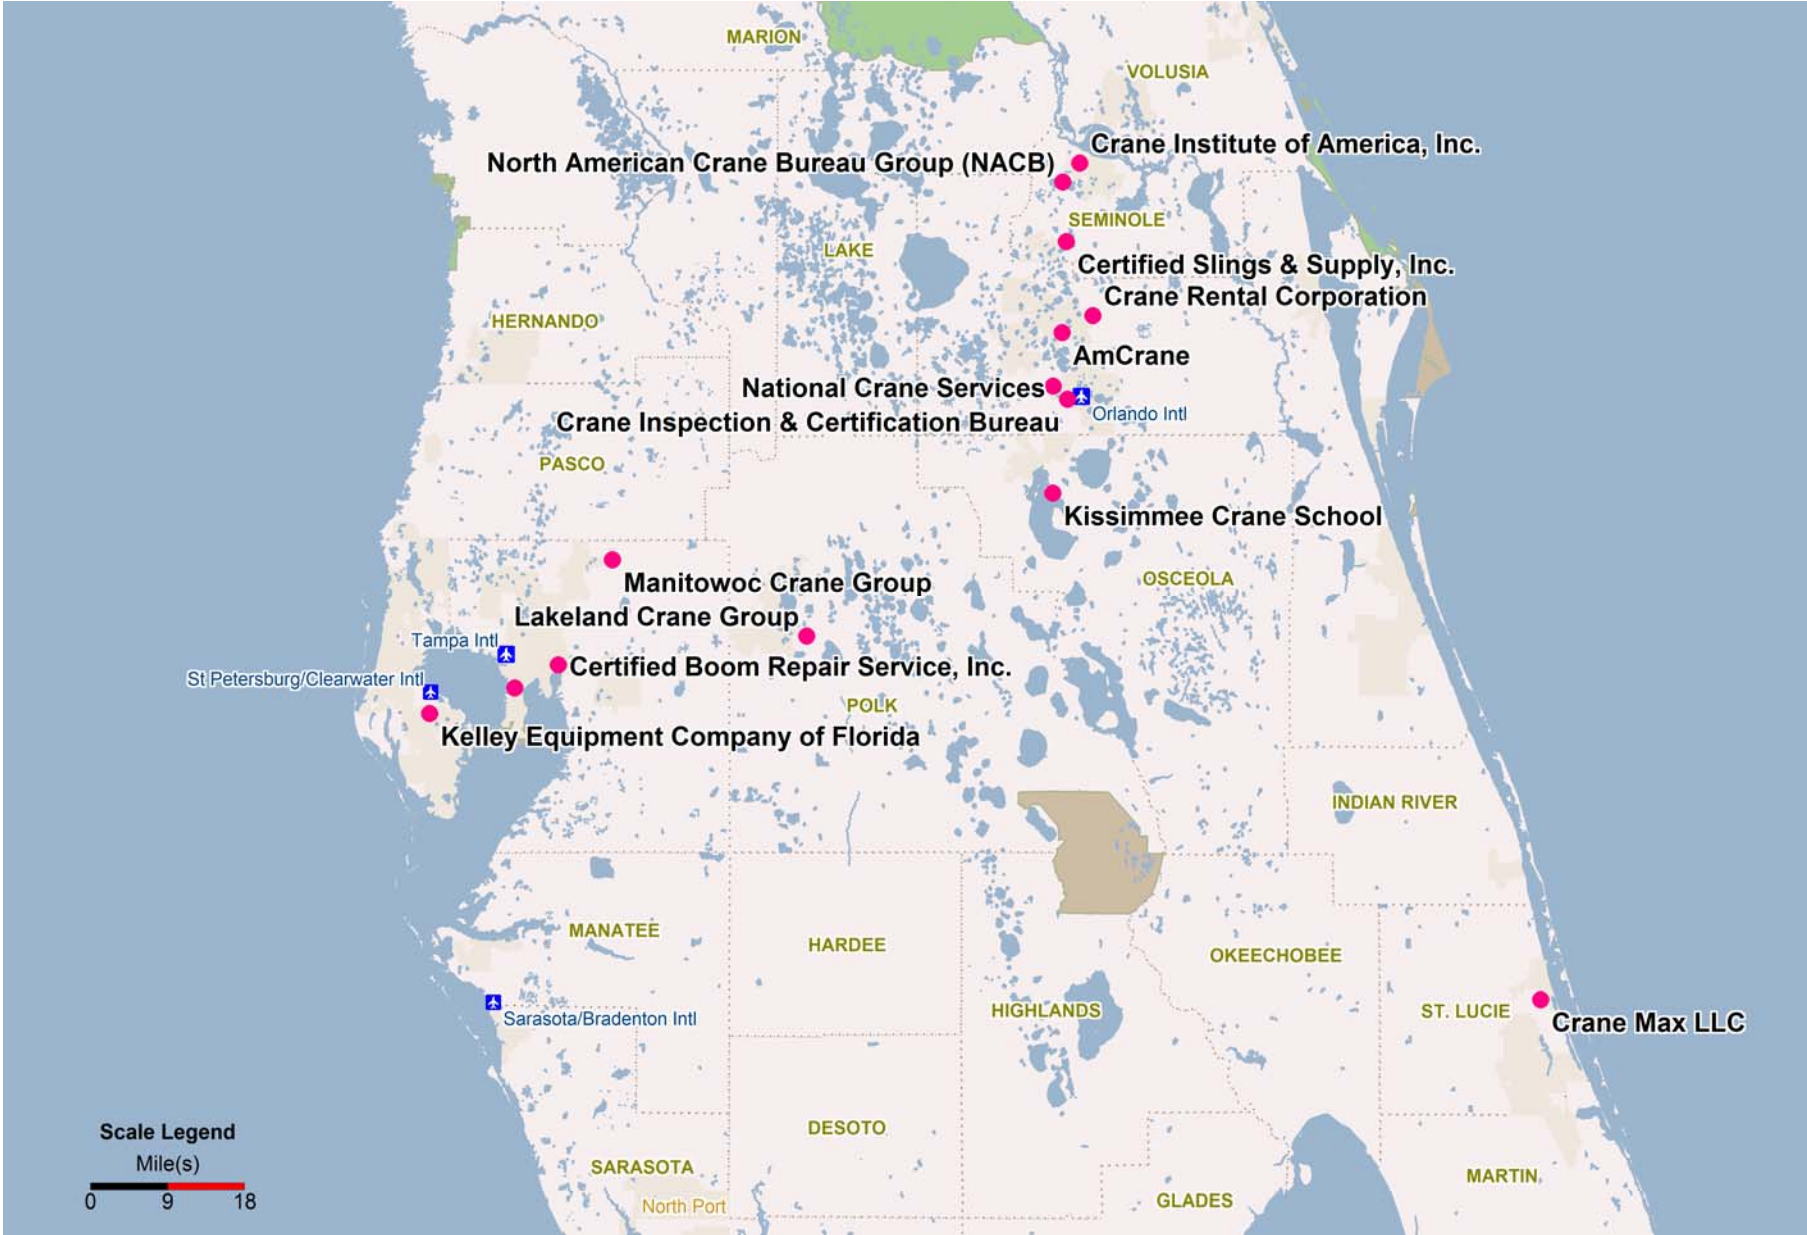 MARION
VOLUSIA
Crane Institute of America, Inc.
North American Crane Bureau Group (NACB)
SEMINOLE
LAKE
Certified Slings & Supply, Inc.
Crane Rental Corporation
HERNANDO
AmCrane
National Crane Services
Orlando Intl
Crane Inspection & Certification Bureau
PASCO
Kissimmee Crane School
OSCEOLA
Manitowoc Crane Group
Lakeland Crane Group
Tampa Intl
Certified Boom Repair Service, Inc.
St Petersburg/Clearwater Intl
POLK
Kelley Equipment Company of Florida
INDIAN RIVER
MANATEE
HARDEE
OKEECHOBEE
HIGHLANDS
ST. LUCIE
Sarasota/Bradenton Intl
Crane Max LLC
DESOTO
Scale Legend
Mile(s)
0 9 18
SARASOTA
MARTIN
GLADES
North Port